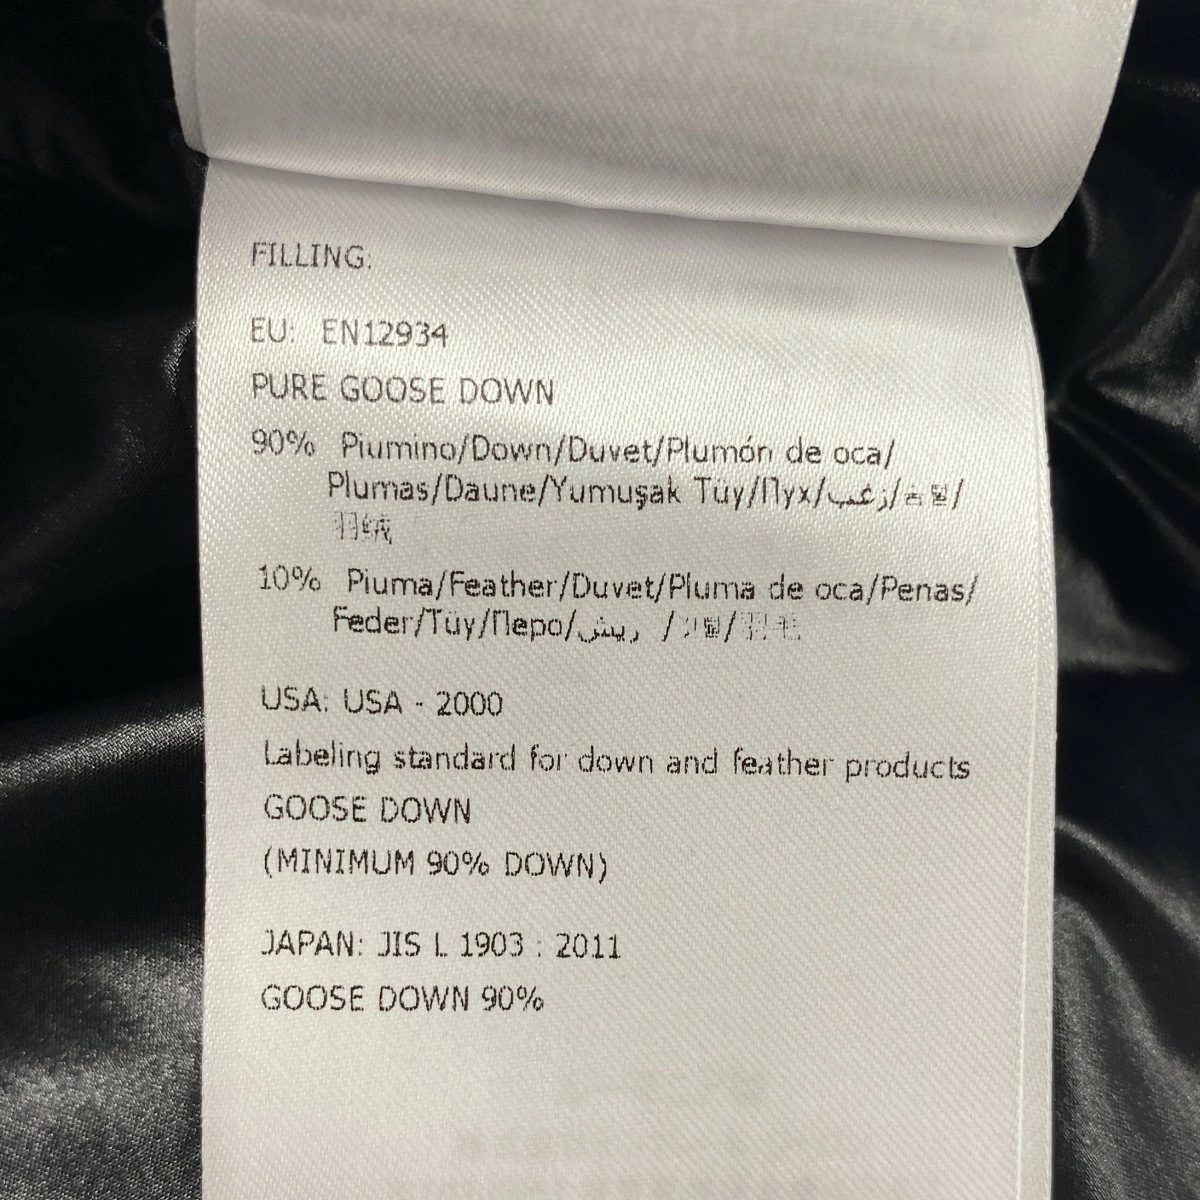 FILLING:
EU: EN12934
PURE GOOSE DOWN
90% Piumino/Down/Duvet/Plumón de oca/
Plumas/Daune/Yumuşak Tüy/Пух/زغب/솜털/
羽绒
10% Piuma/Feather/Duvet/Pluma de oca/Penas/
Feder/Tüy/Перо/ريش /깃털/羽毛
USA: USA - 2000
Labeling standard for down and feather products
GOOSE DOWN
(MINIMUM 90% DOWN)
JAPAN: JIS L 1903 : 2011
GOOSE DOWN 90%